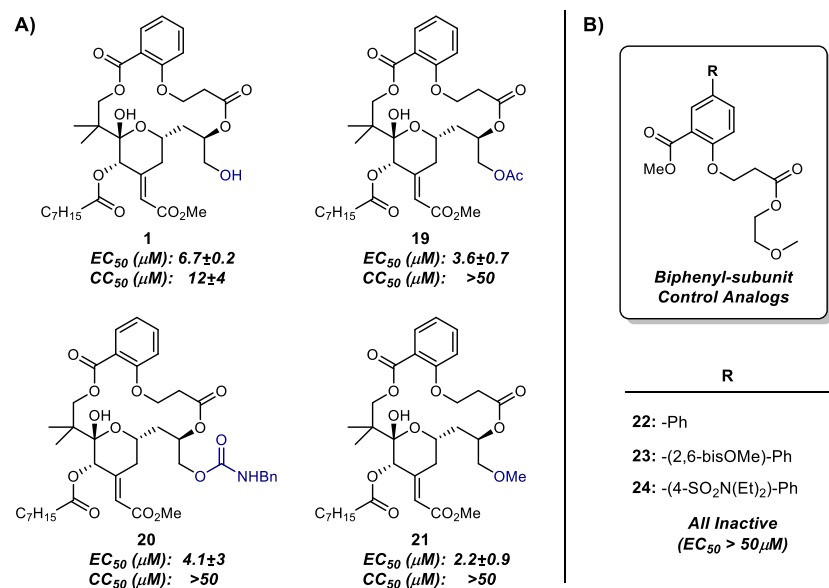 A)
O
O
O
O
O
OH
O
O
OH
O
C7H15
O
CO2Me
1
EC50 (μM): 6.7±0.2
CC50 (μM): 12±4
O
O
O
O
O
OH
O
O
OAc
O
C7H15
O
CO2Me
19
EC50 (μM): 3.6±0.7
CC50 (μM): >50
O
O
O
O
O
OH
O
O
O
O
NHBn
O
C7H15
O
CO2Me
20
EC50 (μM): 4.1±3
CC50 (μM): >50
O
O
O
O
O
OH
O
O
OMe
O
C7H15
O
CO2Me
21
EC50 (μM): 2.2±0.9
CC50 (μM): >50
B)
R
O
MeO
O
O
O
O
Biphenyl-subunit
Control Analogs
R
22: -Ph
23: -(2,6-bisOMe)-Ph
24: -(4-SO2N(Et)2)-Ph
All Inactive
(EC50 > 50μM)